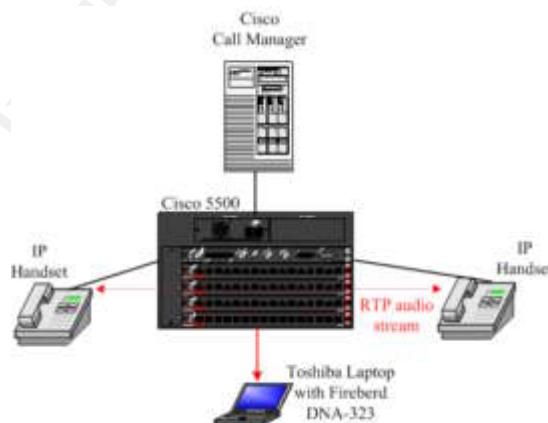 Cisco
Call Manager
Cisco 5500
IP
Handset
IP
Handse
RTP audio
stream
Toshiba Laptop
with Fireberd
DNA-323